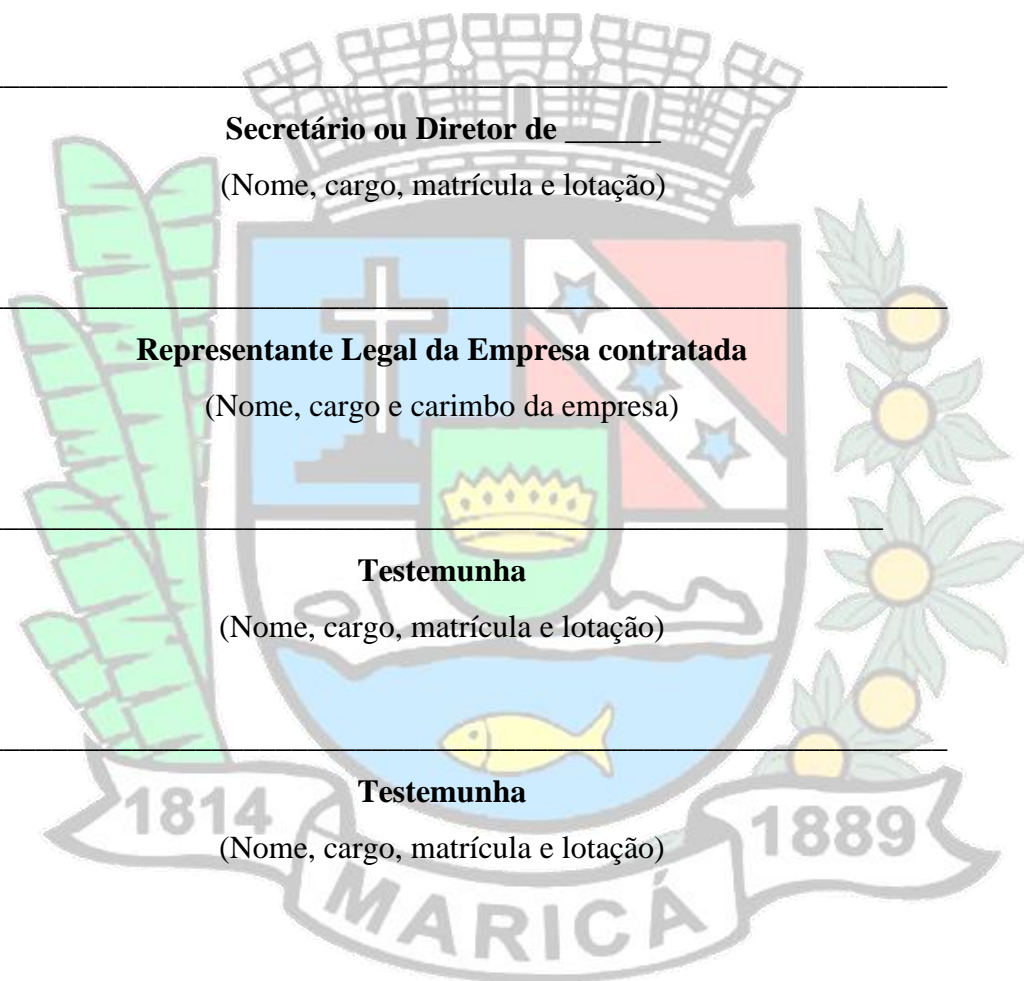 Secretário ou Diretor de ______
(Nome, cargo, matrícula e lotação)
Representante Legal da Empresa contratada
(Nome, cargo e carimbo da empresa)
Testemunha
(Nome, cargo, matrícula e lotação)
Testemunha
(Nome, cargo, matrícula e lotação)
1814
1889
MARICÁ